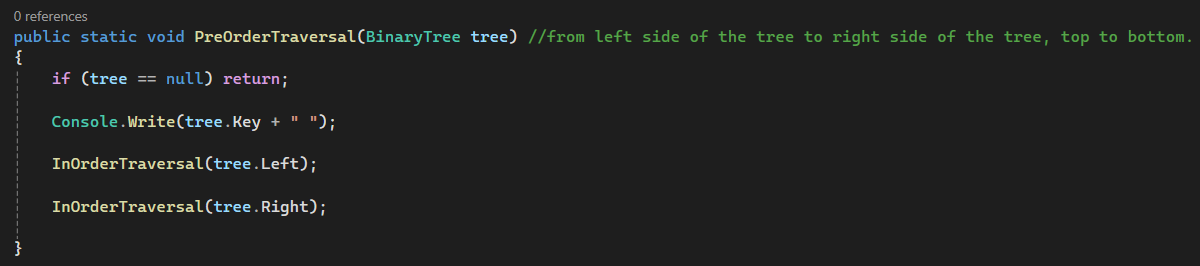 0 references
public static void PreOrderTraversal(BinaryTree tree) //from left side of the tree to right side of the tree, top to bottom.
{
if (tree == null) return;
Console.Write(tree.Key + " ");
InOrderTraversal(tree.Left);
InOrderTraversal(tree.Right);
}